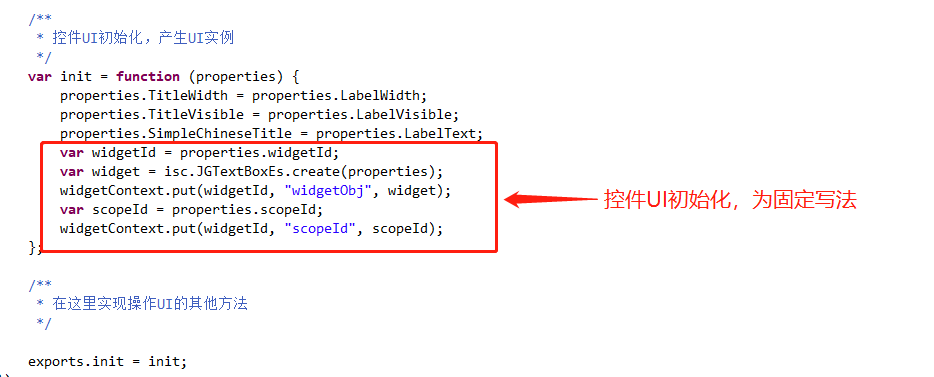 /**
 * 控件UI初始化，产生UI实例
 */
var init = function (properties) {
    properties.TitleWidth = properties.LabelWidth;
    properties.TitleVisible = properties.LabelVisible;
    properties.SimpleChineseTitle = properties.LabelText;
    var widgetId = properties.widgetId;
    var widget = isc.JGTextBoxEs.create(properties);
    widgetContext.put(widgetId, "widgetObj", widget);
    var scopeId = properties.scopeId;
    widgetContext.put(widgetId, "scopeId", scopeId);
};
控件UI初始化，为固定写法
/**
 * 在这里实现操作UI的其他方法
 */
exports.init = init;